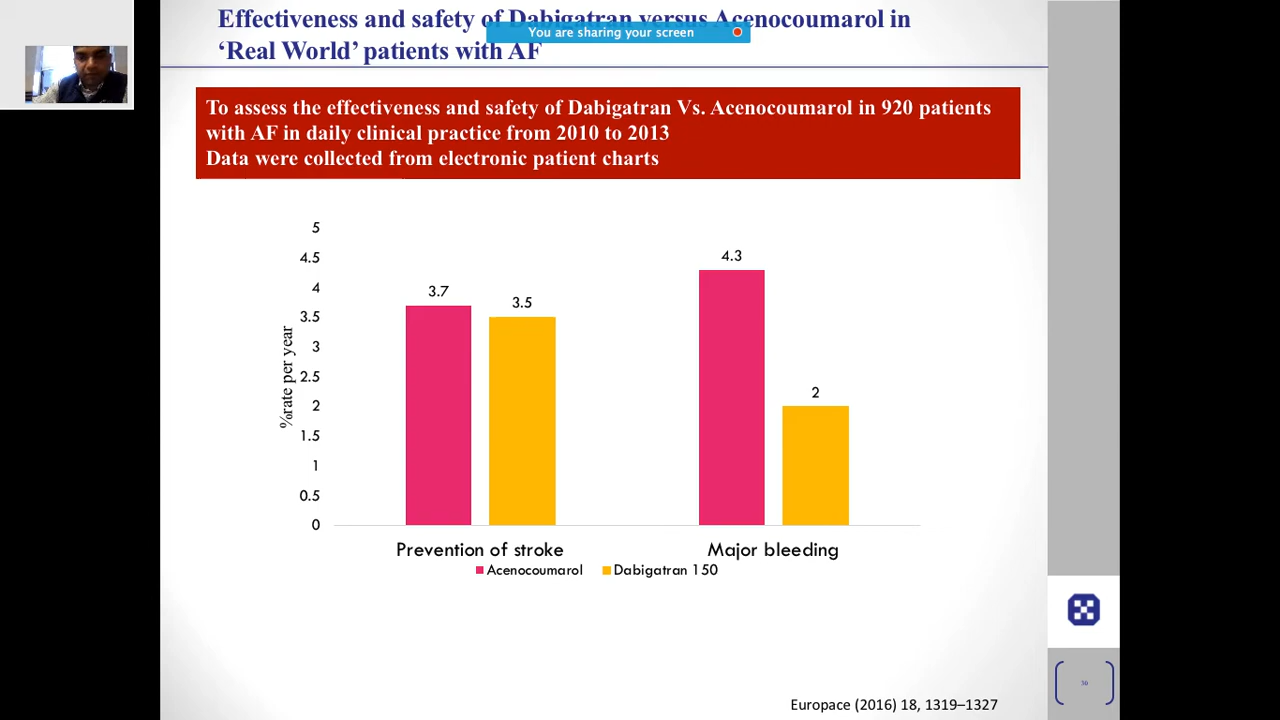 Effectiveness and safety of Dabigatran versus Acenocoumarol in
You are sharing your screen
‘Real World’ patients with AF
To assess the effectiveness and safety of Dabigatran Vs. Acenocoumarol in 920 patients
with AF in daily clinical practice from 2010 to 2013
Data were collected from electronic patient charts
%rate per year
5
4.5
4
3.5
3
2.5
2
1.5
1
0.5
0
3.7
3.5
4.3
2
Prevention of stroke
Major bleeding
Acenocoumarol
Dabigatran 150
Europace (2016) 18, 1319–1327